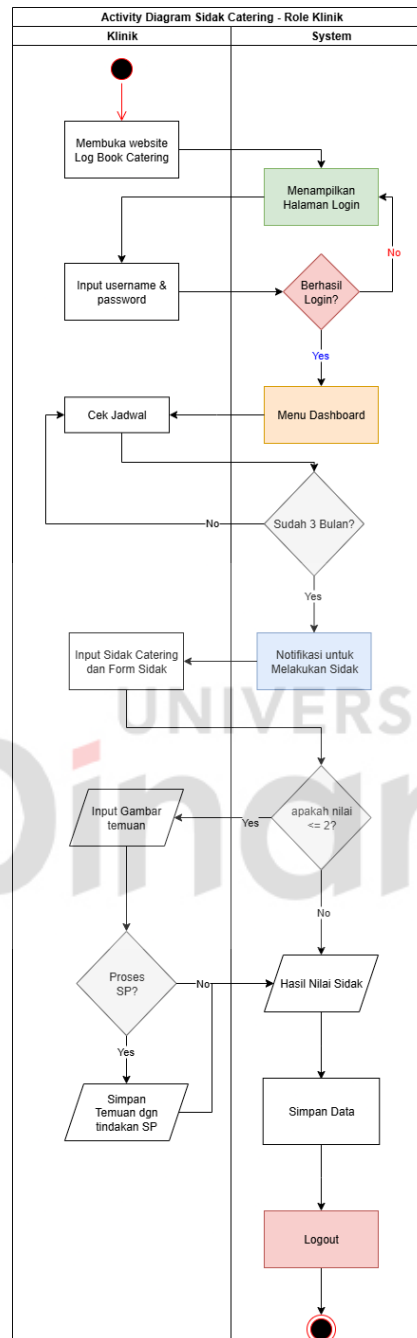 Activity Diagram Sidak Catering - Role Klinik
Klinik
System
Membuka website
Log Book Catering
Menampilkan
Halaman Login
No
Input username &
password
Berhasil
Login?
Yes
Cek Jadwal
Menu Dashboard
No
Sudah 3 Bulan?
Yes
Input Sidak Catering
dan Form Sidak
Notifikasi untuk
Melakukan Sidak
UNIVERS
Dinar
Input Gambar
temuan
Yes
apakah nilai
<= 2?
No
Proses
SP?
No
Hasil Nilai Sidak
Yes
Simpan
Temuan dgn
tindakan SP
Simpan Data
Logout